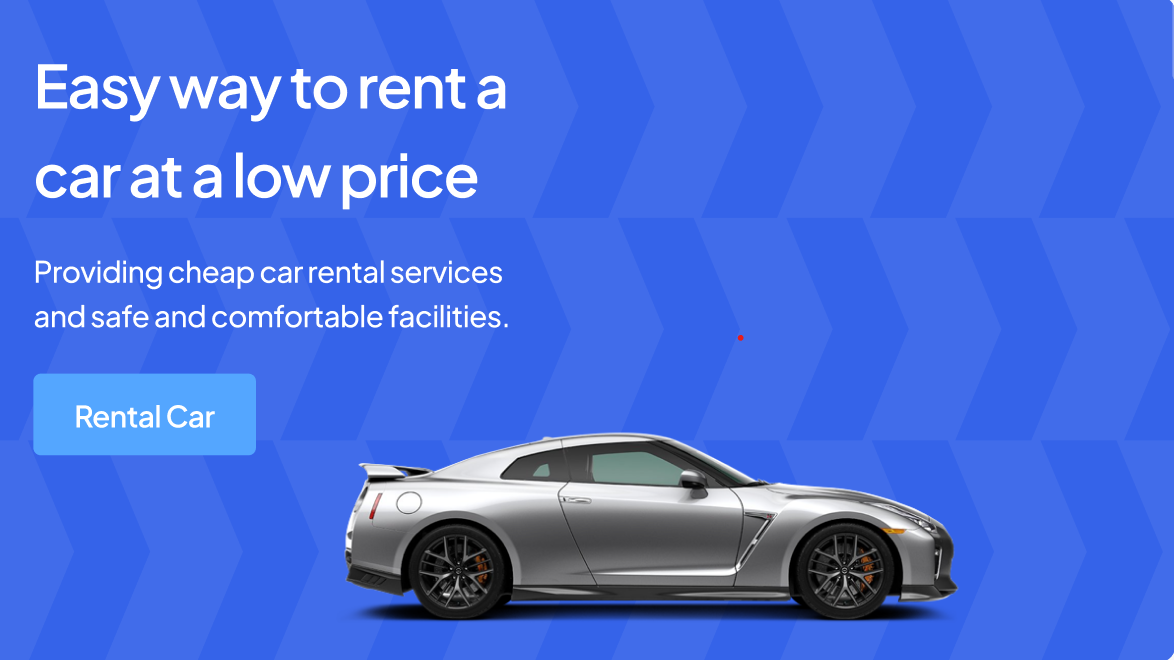 Easy way to rent a
car at a low price
Providing cheap car rental services
and safe and comfortable facilities.
Rental Car